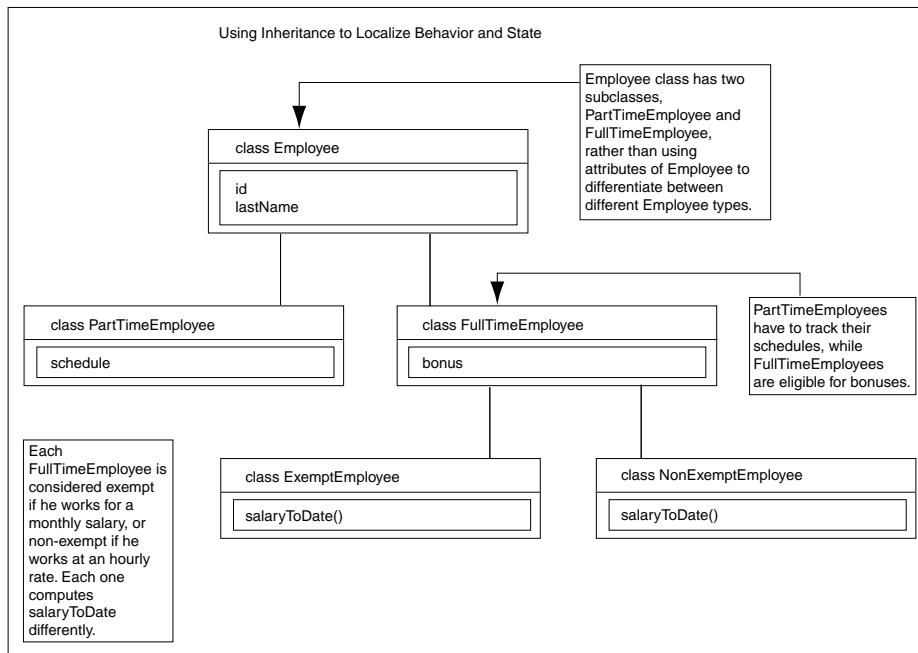 Using Inheritance to Localize Behavior and State
Employee class has two
subclasses,
PartTimeEmployee and
FullTimeEmployee,
rather than using
attributes of Employee to
differentiate between
different Employee types.
class Employee
id
lastName
class PartTimeEmployee
schedule
class FullTimeEmployee
bonus
PartTimeEmployees
have to track their
schedules, while
FullTimeEmployees
are eligible for bonuses.
Each
FullTimeEmployee is
considered exempt
if he works for a
monthly salary, or
non-exempt if he
works at an hourly
rate. Each one
computes
salaryToDate
differently.
class ExemptEmployee
salaryToDate()
class NonExemptEmployee
salaryToDate()